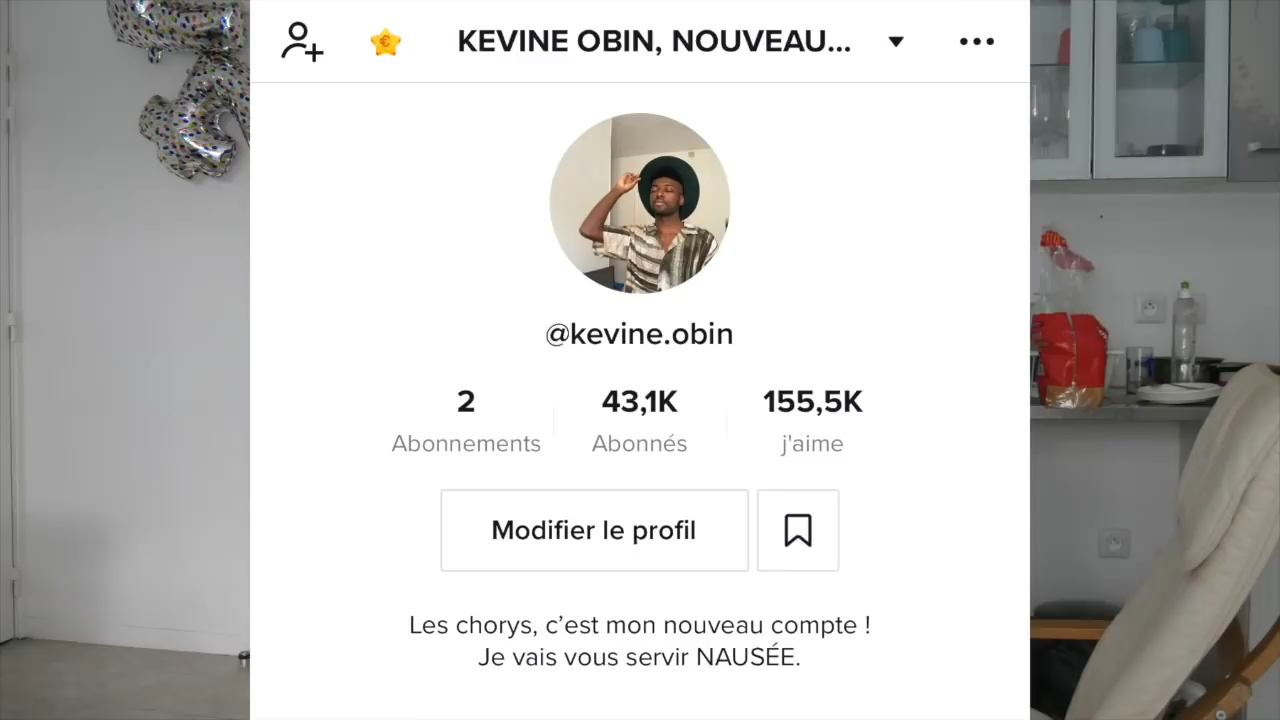 KEVINE OBIN, NOUVEAU...
@kevine.obin
2 43,1K 155,5K
Abonnements Abonnés j'aime
Modifier le profil
Les chorys, c’est mon nouveau compte !
Je vais vous servir NAUSÉE.